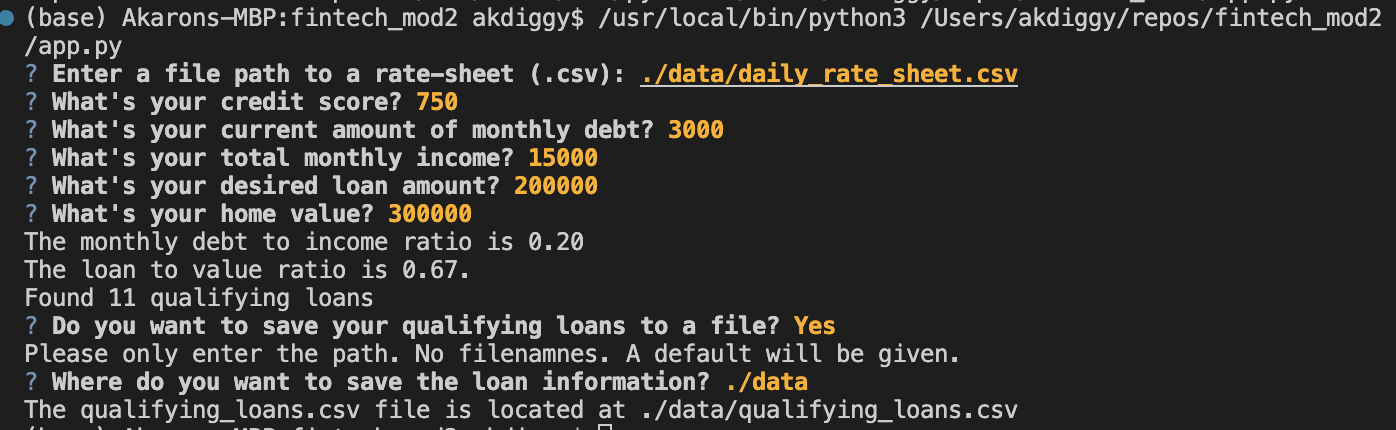 (base) Akarons-MBP:fintech_mod2 akdiggy$ /usr/local/bin/python3 /Users/akdiggy/repos/fintech_mod2
/app.py
? Enter a file path to a rate-sheet (.csv): ./data/daily_rate_sheet.csv
? What's your credit score? 750
? What's your current amount of monthly debt? 3000
? What's your total monthly income? 15000
? What's your desired loan amount? 200000
? What's your home value? 300000
The monthly debt to income ratio is 0.20
The loan to value ratio is 0.67.
Found 11 qualifying loans
? Do you want to save your qualifying loans to a file? Yes
Please only enter the path. No filenamnes. A default will be given.
? Where do you want to save the loan information? ./data
The qualifying_loans.csv file is located at ./data/qualifying_loans.csv